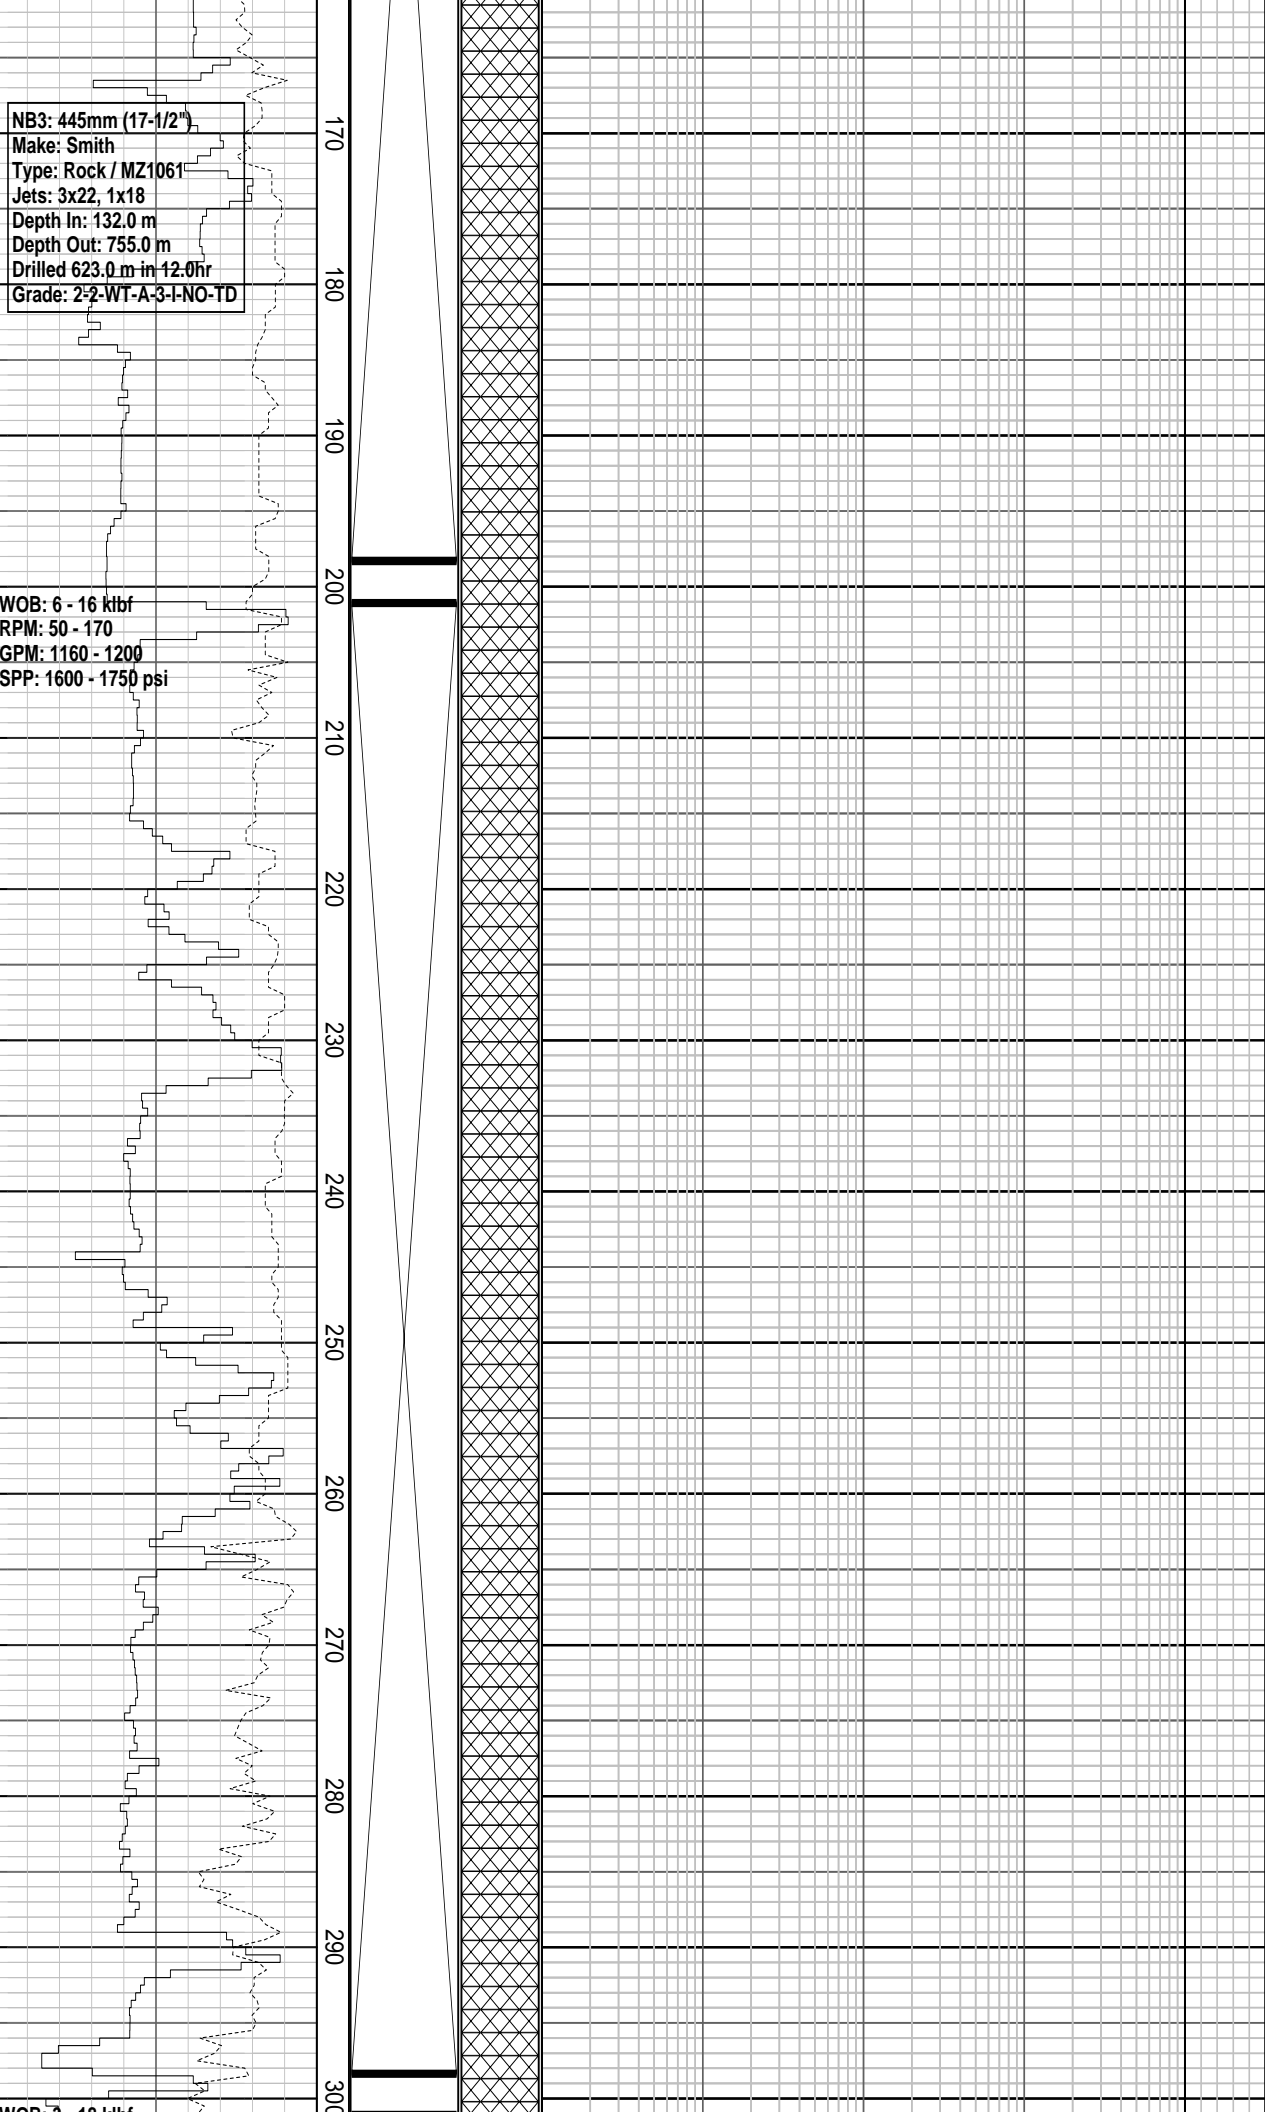 170
NB3: 445mm (17-1/2")
Make: Smith
Type: Rock / MZ1061
Jets: 3x22, 1x18
Depth In: 132.0 m
Depth Out: 755.0 m
Drilled 623.0 m in 12.0hr
Grade: 2-2-WT-A-3-I-NO-TD
180
190
200
WOB: 6 - 16 klbf
RPM: 50 - 170
GPM: 1160 - 1200
SPP: 1600 - 1750 psi
210
220
230
240
250
260
270
280
290
300